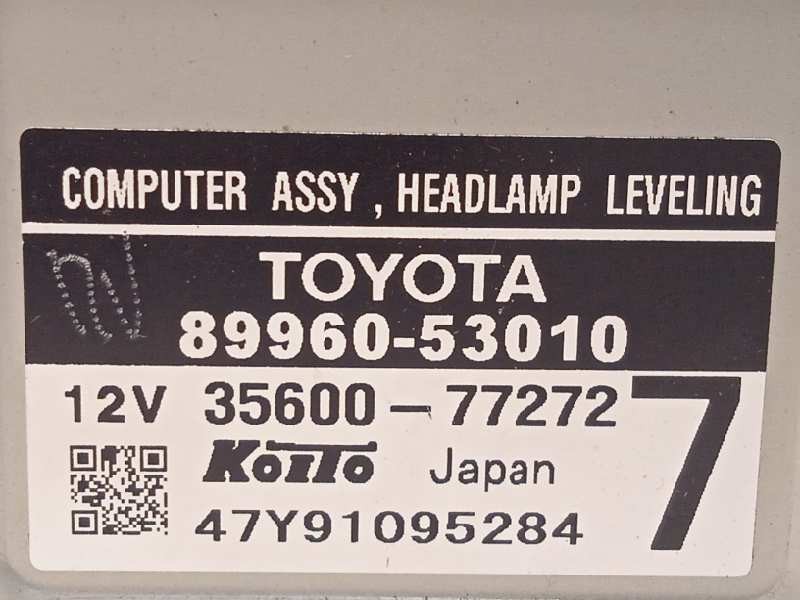 COMPUTER ASSY , HEADLAMP LEVELING
TOYOTA
89960-53010
12V 35600-77272 7
KOITO Japan
47Y91095284